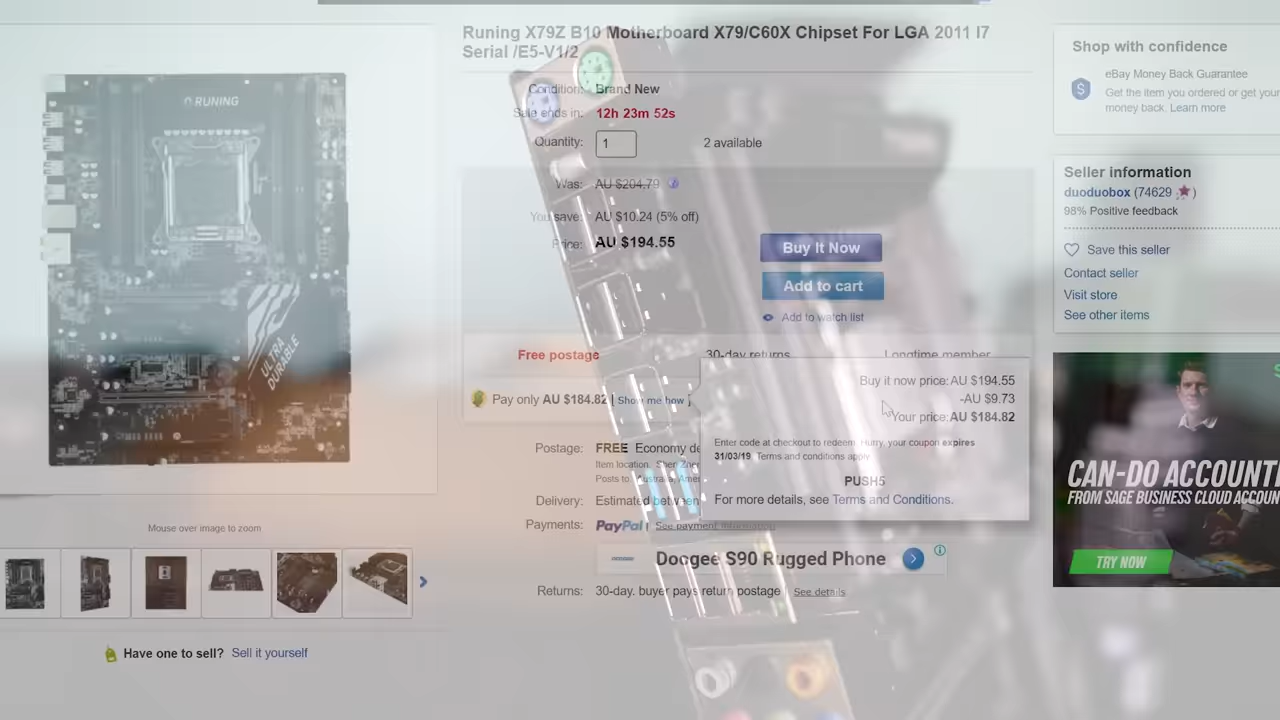 Runing X79Z B10 Motherboard X79/C60X Chipset For LGA 2011 I7
Serial /E5-V1/2
Condition: Brand New
Sale ends in: 12h 23m 52s
Quantity: 1 2 available
Was: AU $204.79
You save: AU $10.24 (5% off)
Price: AU $194.55
Buy It Now
Add to cart
Add to watch list
Free postage 30-day returns Longtime member
Pay only AU $184.82 | Show me how
Buy it now price: AU $194.55
-AU $9.73
Your price: AU $184.82
Enter code at checkout to redeem. Hurry, your coupon expires
31/03/19 Terms and conditions apply
PUSH5
For more details, see Terms and Conditions.
Postage: FREE Economy
Item location:
Posts to: Australia,
Delivery: Estimated between
Payments: PayPal See payment information
Doogee S90 Rugged Phone
Returns: 30-day. buyer pays return postage | See details
RUNING
ULTRA
DURABLE
Mouse over image to zoom
Have one to sell? Sell it yourself
Shop with confidence
eBay Money Back Guarantee
Get the item you ordered or get your
money back. Learn more
Seller information
duoduobox (74629 )
98% Positive feedback
Save this seller
Contact seller
Visit store
See other items
CAN-DO ACCOUNTI
FROM SAGE BUSINESS CLOUD ACCOUN
TRY NOW